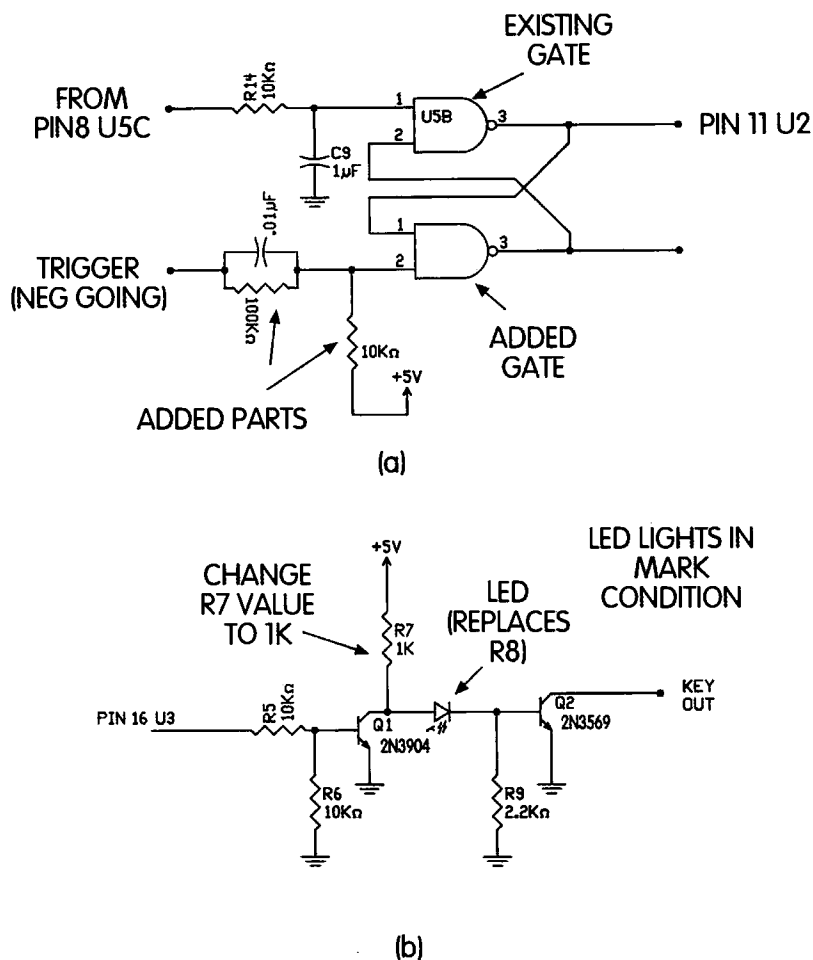 EXISTING
GATE
FROM
PIN8 U5C
R14
10KΩ
1
2
U5B
3
PIN 11 U2
C9
1µF
.01µF
TRIGGER
(NEG GOING)
100KΩ
1
2
3
10KΩ
+5V
ADDED
GATE
ADDED PARTS
(a)
+5V
LED LIGHTS IN
MARK
CONDITION
CHANGE
R7 VALUE
TO 1K
LED
(REPLACES
R8)
R7
1K
PIN 16 U3
R5
10KΩ
Q1
2N3904
Q2
2N3569
KEY
OUT
R6
10KΩ
R9
2.2KΩ
(b)